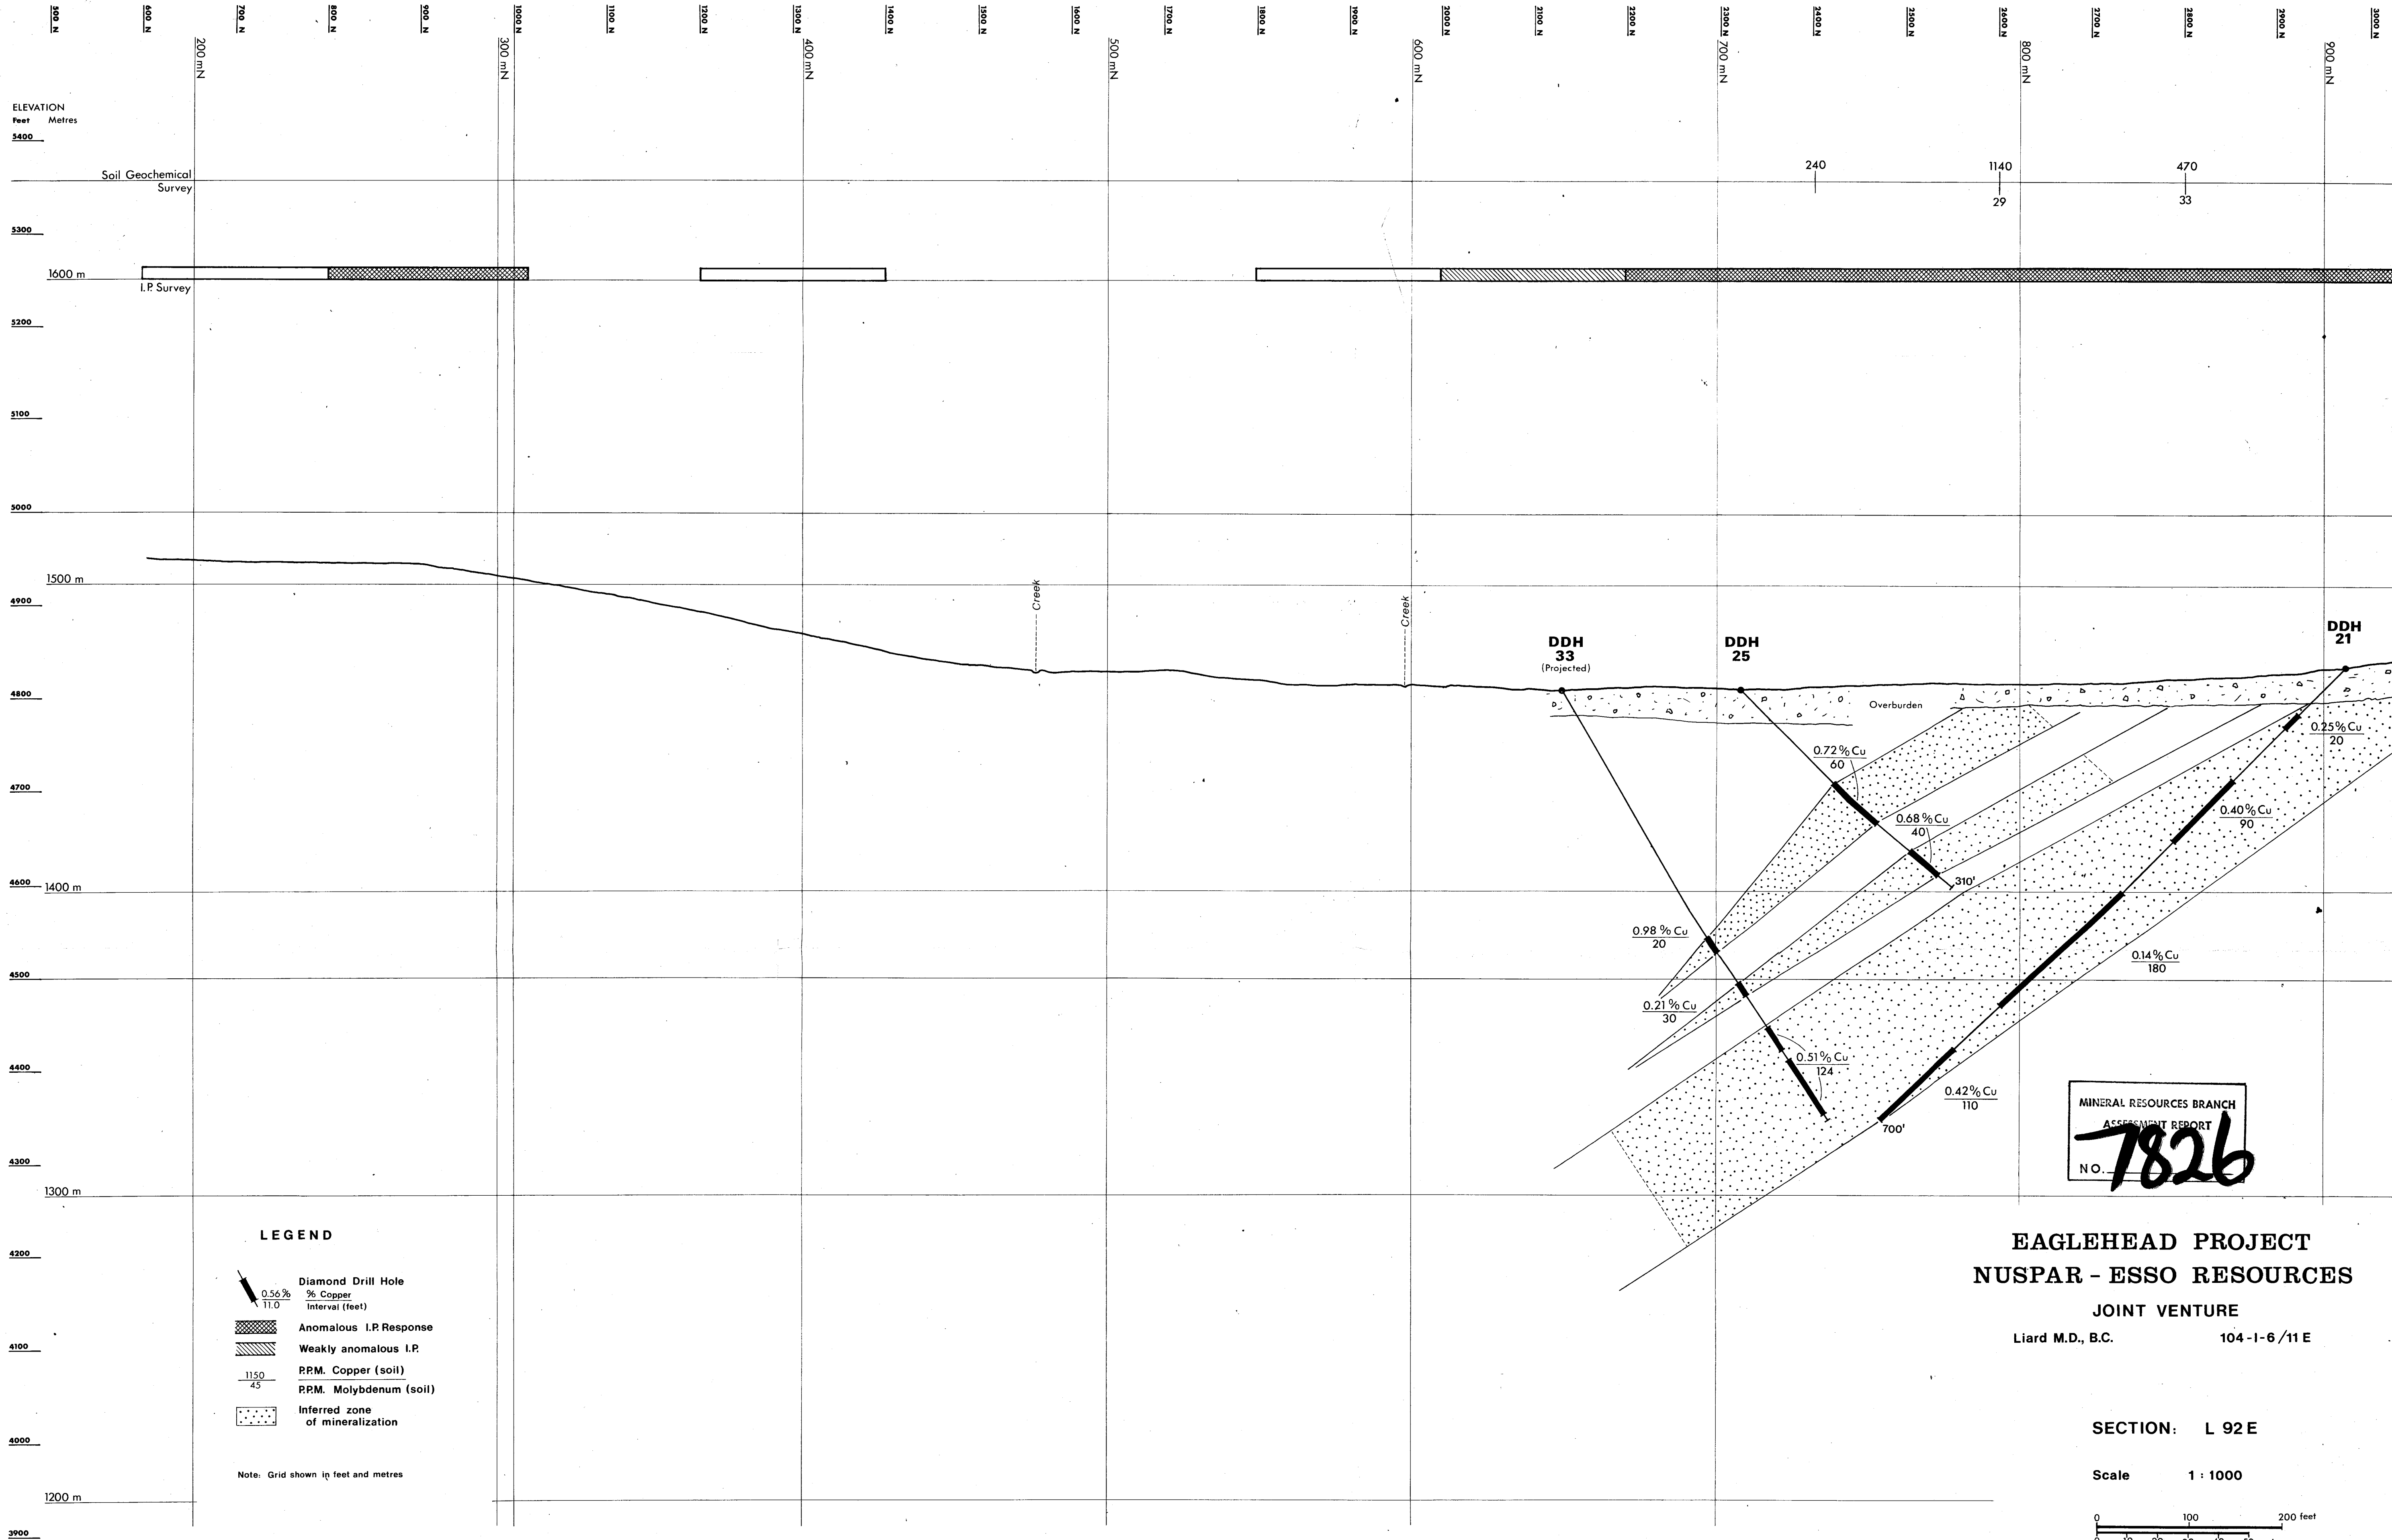 500 N
600 N
700 N
800 N
900 N
1000 N
1100 N
1200 N
1300 N
1400 N
1500 N
1600 N
1700 N
1800 N
1900 N
2000 N
2100 N
2200 N
2300 N
2400 N
2500 N
2600 N
2700 N
2800 N
2900 N
3000 N
200 mN
300 mN
400 mN
500 mN
600 mN
700 mN
800 mN
900 mN
ELEVATION
Feet Metres
5400
Soil Geochemical
Survey
240
1140
29
470
33
5300
1600 m
I.P. Survey
5200
5100
5000
1500 m
4900
Creek
Creek
DDH
33
(Projected)
DDH
25
DDH
21
4800
Overburden
0.25% Cu
20
0.72% Cu
60
4700
0.40% Cu
90
0.68% Cu
40
4600
1400 m
310'
0.98% Cu
20
0.14% Cu
180
4500
0.21% Cu
30
0.51% Cu
124
4400
0.42% Cu
110
700'
MINERAL RESOURCES BRANCH
ASSESSMENT REPORT
NO. 7826
4300
1300 m
LEGEND
4200
Diamond Drill Hole
0.56% % Copper
11.0 Interval (feet)
Anomalous I.P. Response
Weakly anomalous I.P.
4100
1150 P.P.M. Copper (soil)
45 P.P.M. Molybdenum (soil)
Inferred zone
of mineralization
4000
Note: Grid shown in feet and metres
1200 m
3900
EAGLEHEAD PROJECT
NUSPAR - ESSO RESOURCES
JOINT VENTURE
Liard M.D., B.C. 104-I-6/11 E
SECTION: L 92 E
Scale 1 : 1000
0 100 200 feet